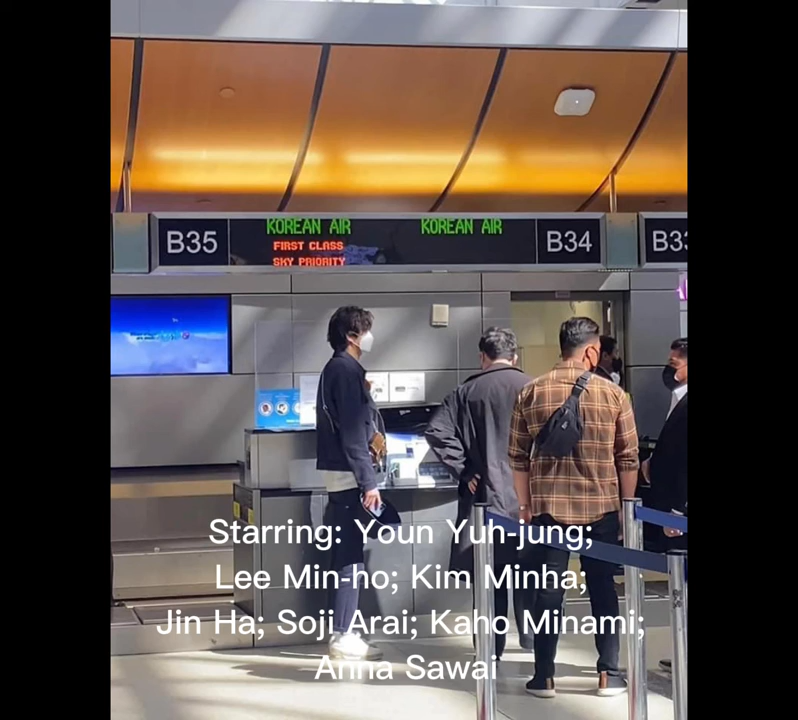 KOREAN AIR KOREAN AIR
B35 FIRST CLASS B34 B33
SKY PRIORITY
Starring: Youn Yuh-jung;
Lee Min-ho; Kim Minha;
Jin Ha; Soji Arai; Kaho Minami;
Anna Sawai